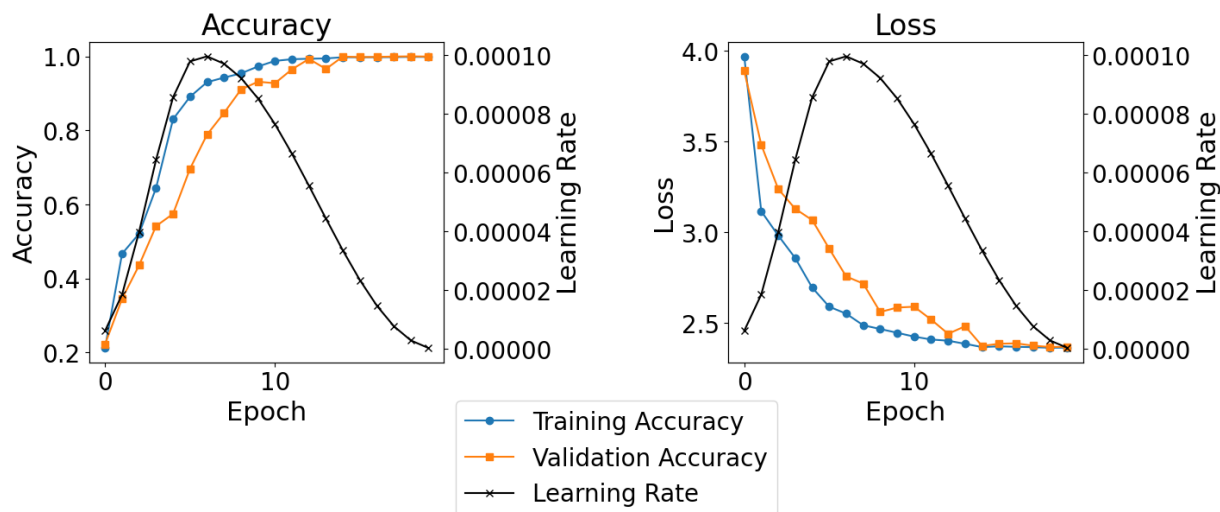 Accuracy
1.0
0.8
0.6
0.4
0.2
Accuracy
0.00010
0.00008
0.00006
0.00004
0.00002
0.00000
Learning Rate
0
10
Epoch
Loss
4.0
3.5
3.0
2.5
Loss
0.00010
0.00008
0.00006
0.00004
0.00002
0.00000
Learning Rate
0
10
Epoch
Training Accuracy
Validation Accuracy
Learning Rate